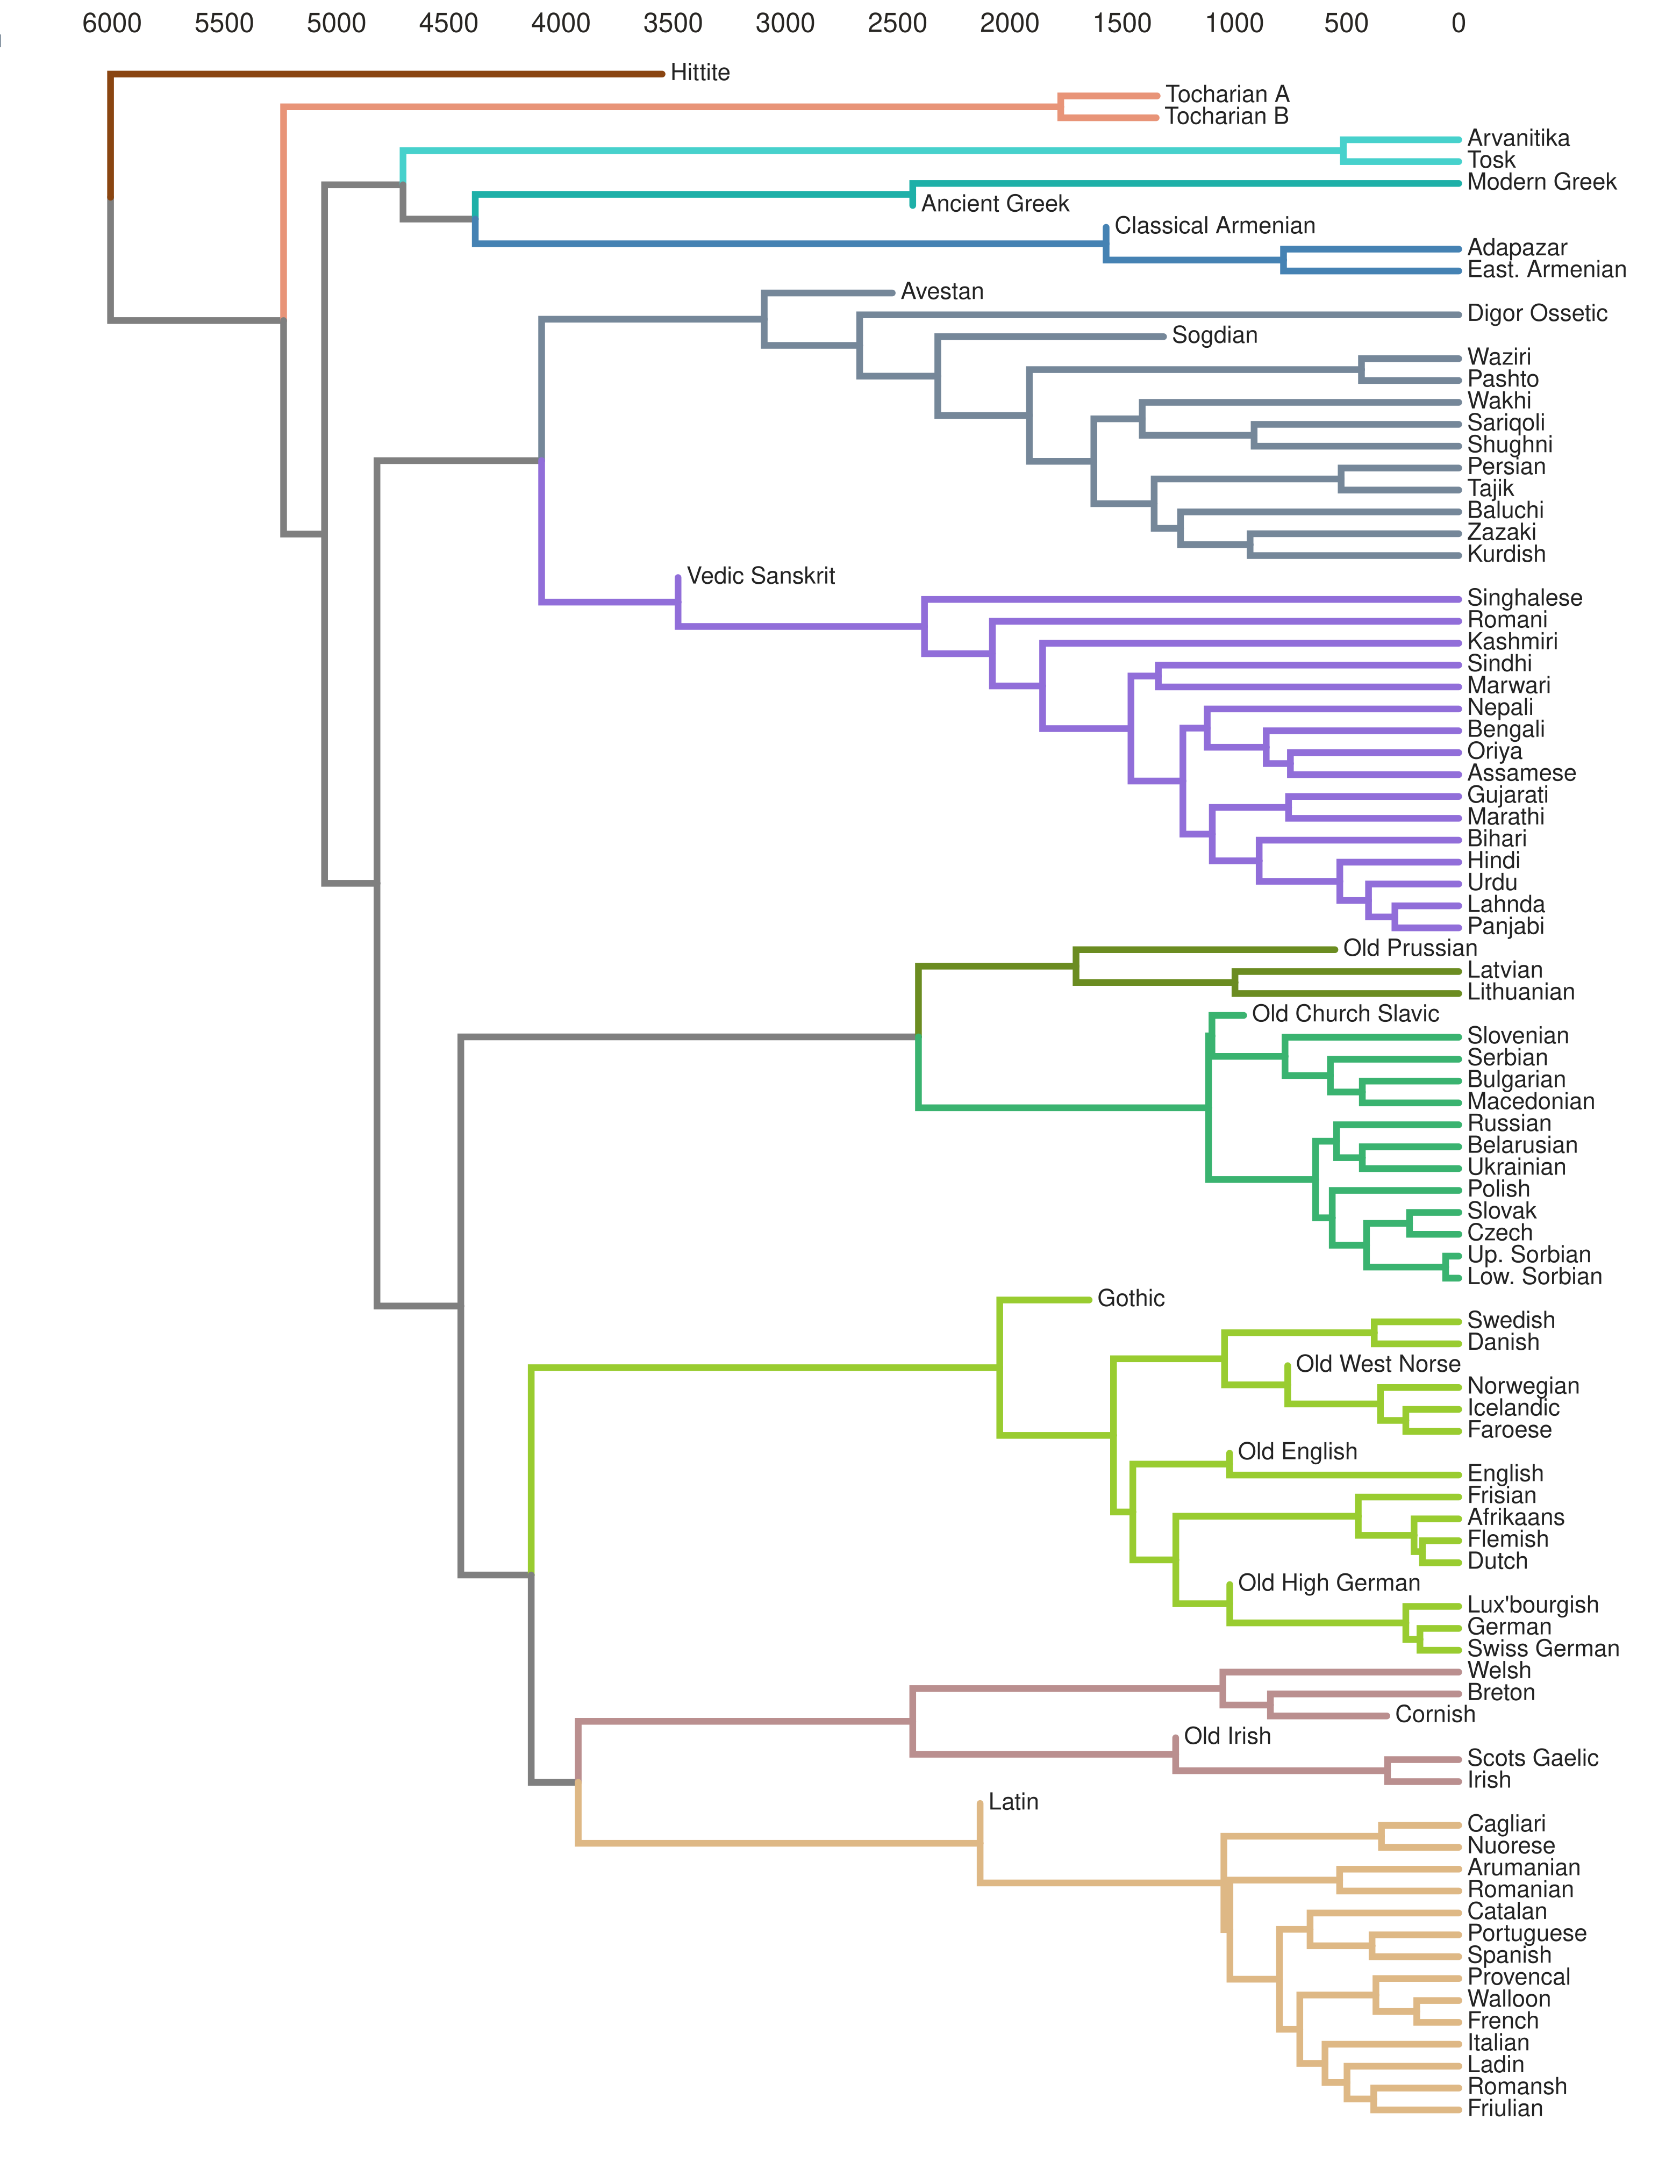 6000 5500 5000 4500 4000 3500 3000 2500 2000 1500 1000 500 0
Hittite
Tocharian A
Tocharian B
Arvanitika
Tosk
Modern Greek
Ancient Greek
Classical Armenian
Adapazar
East. Armenian
Avestan
Digor Ossetic
Sogdian
Waziri
Pashto
Wakhi
Sariqoli
Shughni
Persian
Tajik
Baluchi
Zazaki
Kurdish
Vedic Sanskrit
Singhalese
Romani
Kashmiri
Sindhi
Marwari
Nepali
Bengali
Oriya
Assamese
Gujarati
Marathi
Bihari
Hindi
Urdu
Lahnda
Panjabi
Old Prussian
Latvian
Lithuanian
Old Church Slavic
Slovenian
Serbian
Bulgarian
Macedonian
Russian
Belarusian
Ukrainian
Polish
Slovak
Czech
Up. Sorbian
Low. Sorbian
Gothic
Swedish
Danish
Old West Norse
Norwegian
Icelandic
Faroese
Old English
English
Frisian
Afrikaans
Flemish
Dutch
Old High German
Lux'bourgish
German
Swiss German
Welsh
Breton
Cornish
Old Irish
Scots Gaelic
Irish
Latin
Cagliari
Nuorese
Arumanian
Romanian
Catalan
Portuguese
Spanish
Provencal
Walloon
French
Italian
Ladin
Romansh
Friulian